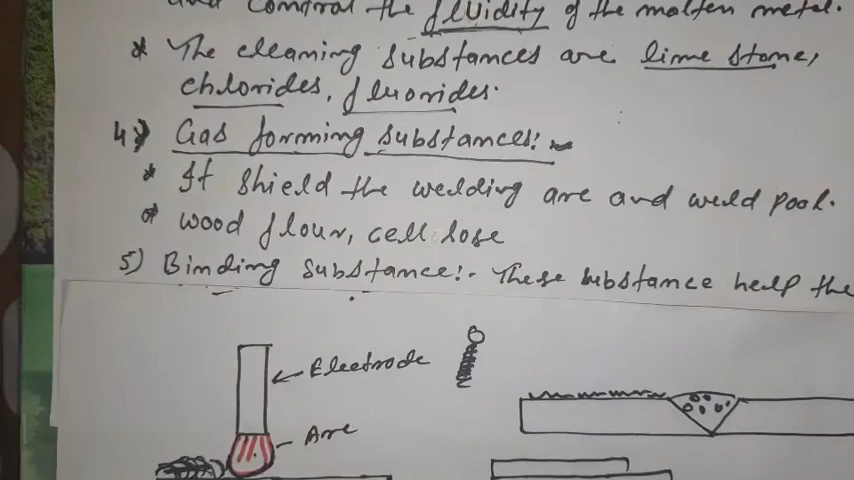 and control the fluidity of the molten metal.
* The cleaning substances are lime stone,
chlorides, fluorides.
4) Gas forming substances:-
* It shield the welding arc and weld pool.
* wood flour, cell lose
5) Binding substance:- These substance help the
Electrode
Arc